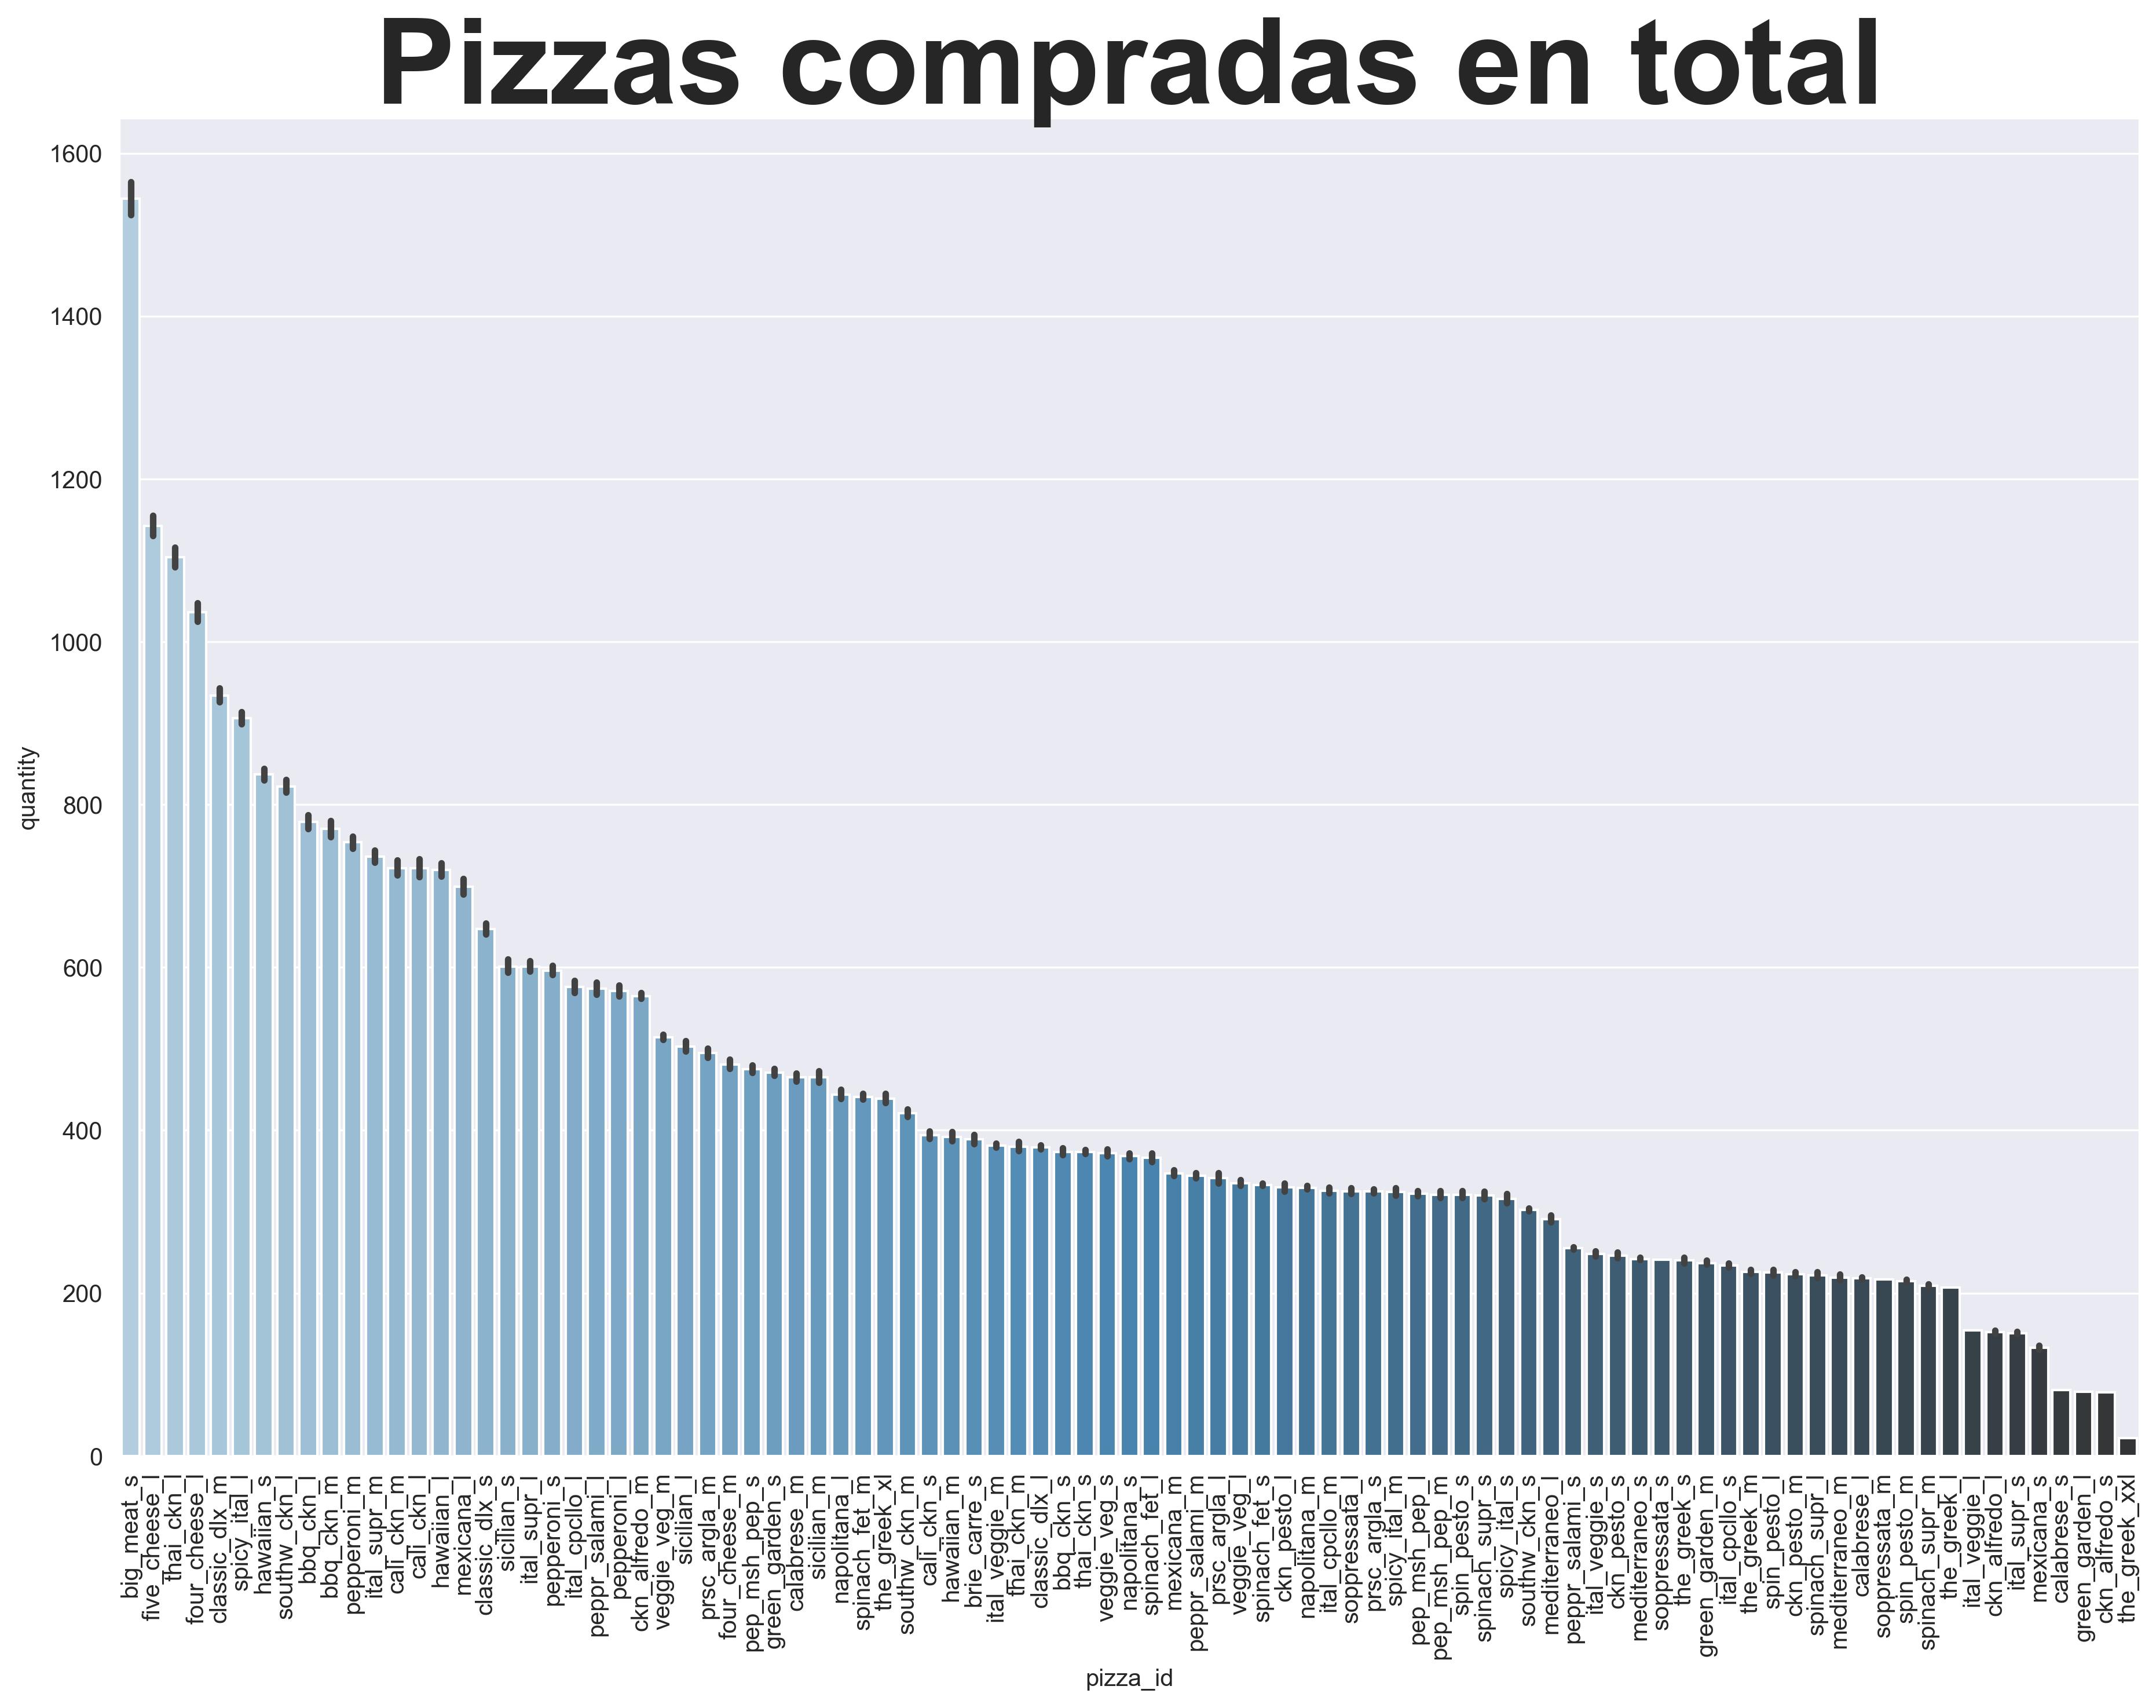 Pizzas compradas en total
1600
1400
1200
1000
800
600
400
200
0
quantity
big_meat_s
five_cheese_l
thai_ckn_l
four_cheese_l
classic_dlx_m
spicy_ital_l
hawaiian_s
southw_ckn_l
bbq_ckn_l
bbq_ckn_m
pepperoni_m
ital_supr_m
cali_ckn_m
cali_ckn_l
hawaiian_l
mexicana_l
classic_dlx_s
sicilian_s
ital_supr_l
pepperoni_s
ital_cpcllo_l
peppr_salami_l
pepperoni_l
ckn_alfredo_m
veggie_veg_m
sicilian_l
prsc_argla_m
four_cheese_m
pep_msh_pep_s
green_garden_s
calabrese_m
sicilian_m
napolitana_l
spinach_fet_m
the_greek_xl
southw_ckn_m
cali_ckn_s
hawaiian_m
brie_carre_s
ital_veggie_m
thai_ckn_m
classic_dlx_l
bbq_ckn_s
thai_ckn_s
veggie_veg_s
napolitana_s
spinach_fet_l
mexicana_m
peppr_salami_m
prsc_argla_l
veggie_veg_l
spinach_fet_s
ckn_pesto_l
napolitana_m
ital_cpcllo_m
soppressata_l
prsc_argla_s
spicy_ital_m
pep_msh_pep_l
pep_msh_pep_m
spin_pesto_s
spinach_supr_s
spicy_ital_s
southw_ckn_s
mediterraneo_l
peppr_salami_s
ital_veggie_s
ckn_pesto_s
mediterraneo_s
soppressata_s
the_greek_s
green_garden_m
ital_cpcllo_s
the_greek_m
spin_pesto_l
ckn_pesto_m
spinach_supr_l
mediterraneo_m
calabrese_l
soppressata_m
spin_pesto_m
spinach_supr_m
the_greek_l
ital_veggie_l
ckn_alfredo_l
ital_supr_s
mexicana_s
calabrese_s
green_garden_l
ckn_alfredo_s
the_greek_xxl
pizza_id